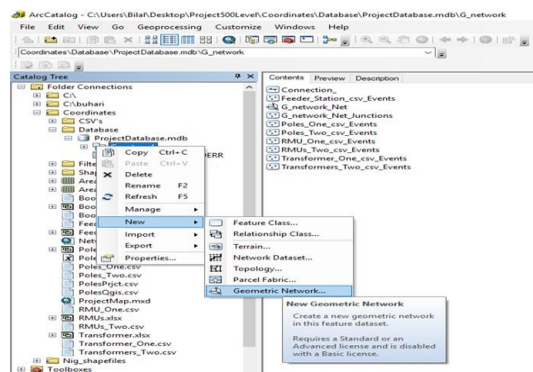 ArcCatalog - C:\Users\Bilal\Desktop\Project500Level\Coordinates\Database\ProjectDatabase.mdb\G_network
File Edit View Go Geoprocessing Customize Windows Help
Coordinates\Database\ProjectDatabase.mdb\G_network
Catalog Tree
Folder Connections
C:\
C:\buhari
Coordinates
CSV's
Database
ProjectDatabase.mdb
ERR
Filte
Shap
Area
Area
Boo
Boo
Fee
Fee
Net
Pole
Pole
Poles_One.csv
Poles_Two.csv
PolesPrjct.csv
PolesQgis.csv
ProjectMap.mxd
RMU_One.csv
RMUs.xlsx
RMUs_Two.csv
Transformer.xlsx
Transformer_One.csv
Transformers_Two.csv
Nig_shapefiles
Toolboxes
Copy Ctrl+C
Paste Ctrl+V
Delete
Rename F2
Refresh F5
Manage
New
Import
Export
Properties...
Feature Class...
Relationship Class...
Terrain...
Network Dataset...
Topology...
Parcel Fabric...
Geometric Network...
New Geometric Network
Create a new geometric network
in this feature dataset.
Requires a Standard or an
Advanced license and is disabled
with a Basic license.
Contents Preview Description
Connection_
Feeder_Station_csv_Events
G_network_Net
G_network_Net_Junctions
Poles_One_csv_Events
Poles_Two_csv_Events
RMU_One_csv_Events
RMUs_Two_csv_Events
Transformer_One_csv_Events
Transformers_Two_csv_Events